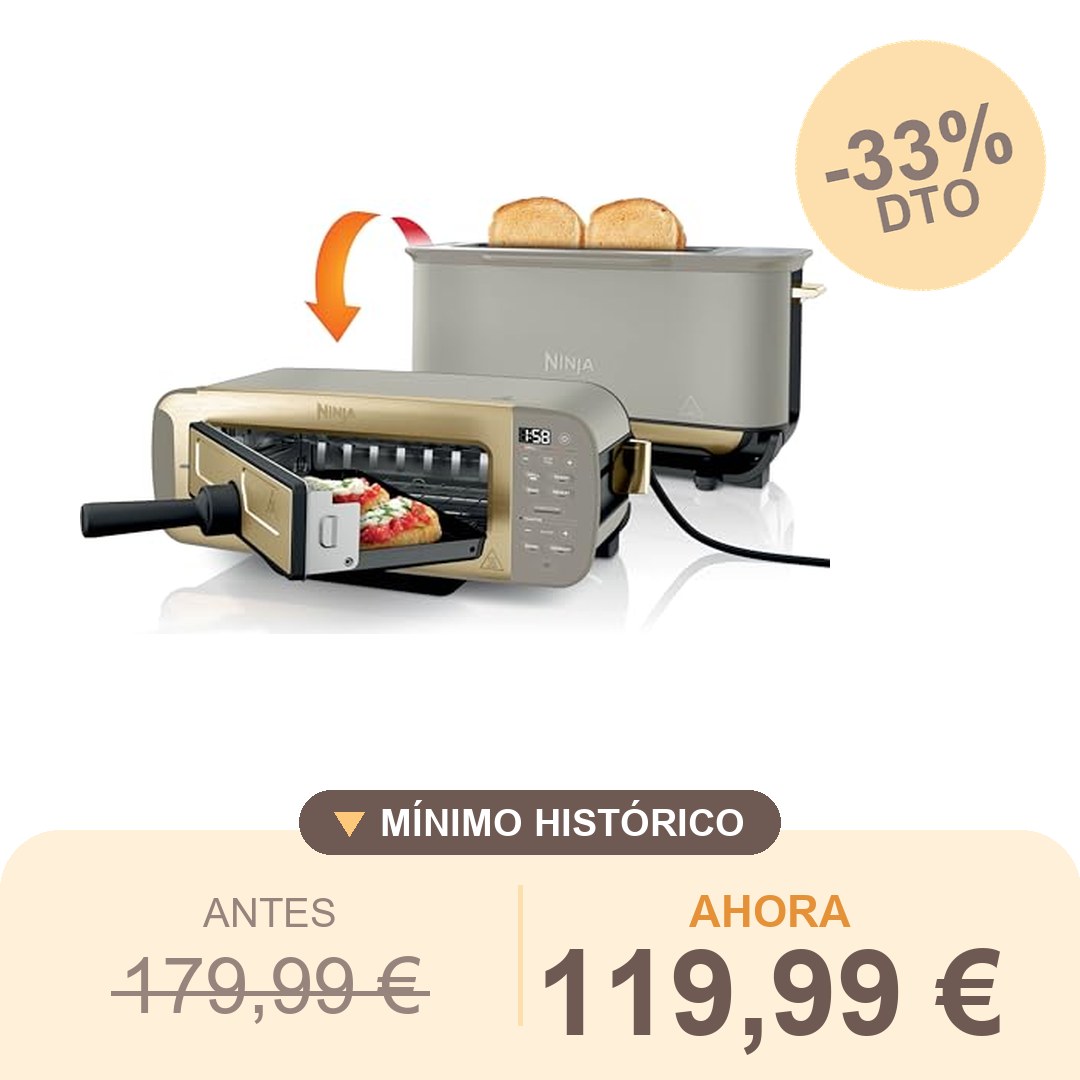 -33%
DTO
NINJA
NINJA
1:58
MÍNIMO HISTÓRICO
ANTES
179,99 €
AHORA
119,99 €